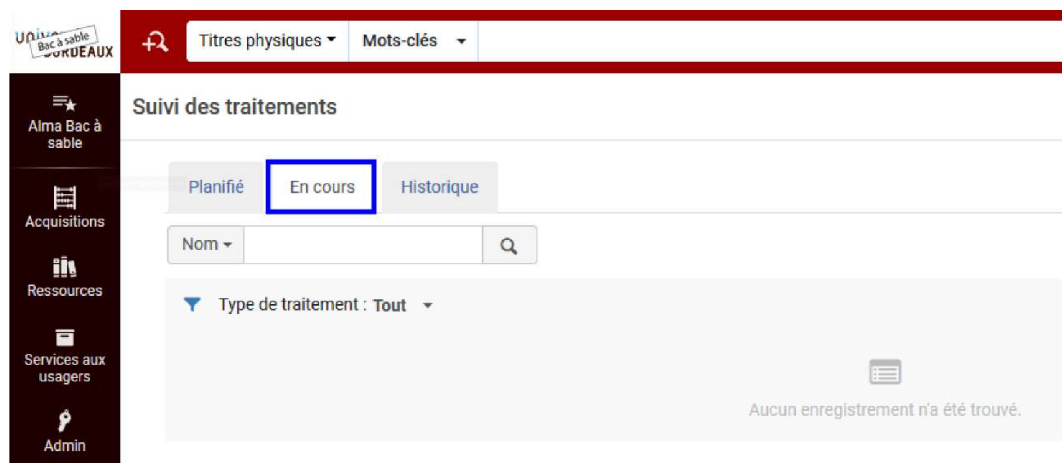 Bac à sable
Titres physiques
Mots-clés
Suivi des traitements
Alma Bac à
sable
Planifié
En cours
Historique
Acquisitions
Nom
Ressources
Type de traitement : Tout
Services aux
usagers
Aucun enregistrement n'a été trouvé.
Admin